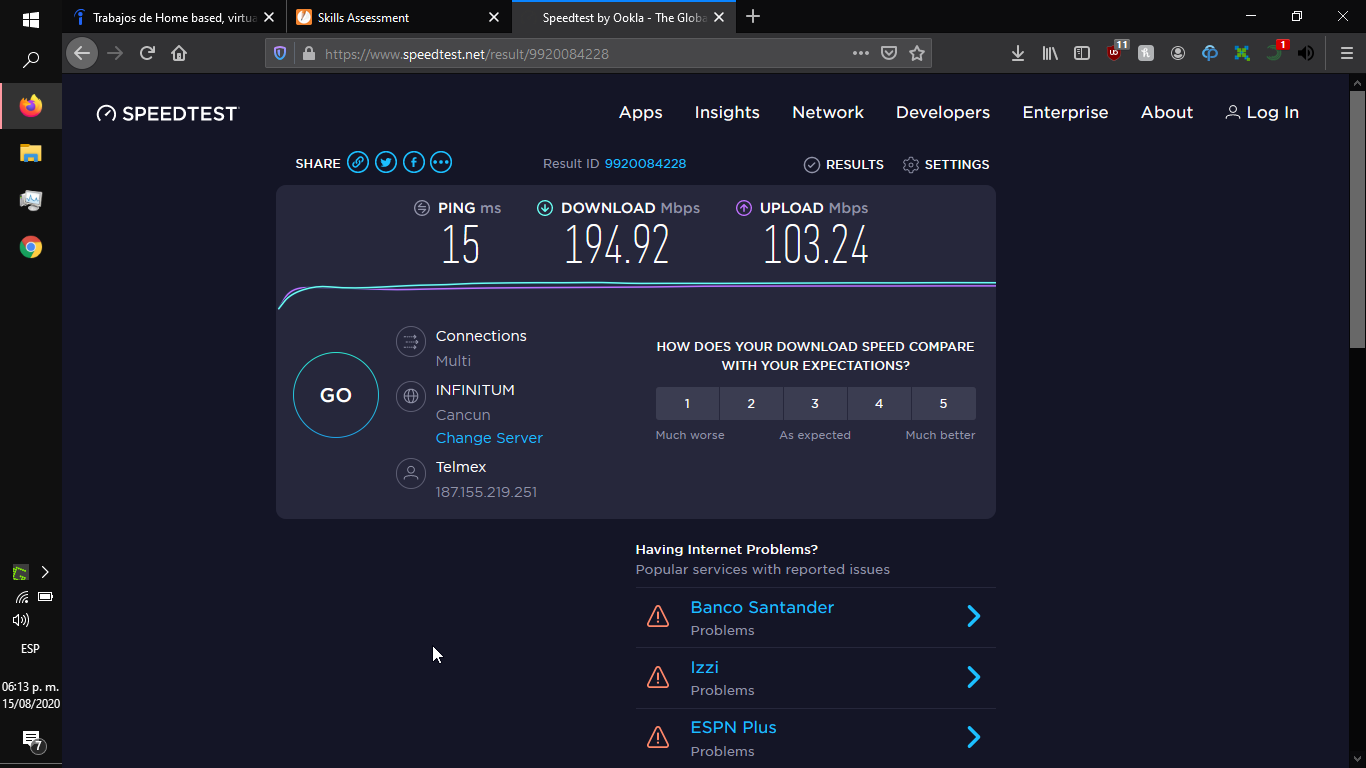 Trabajos de Home based, virtua
Skills Assessment
Speedtest by Ookla - The Globa
https://www.speedtest.net/result/9920084228
11
1
SPEEDTEST
Apps
Insights
Network
Developers
Enterprise
About
Log In
SHARE
Result ID 9920084228
RESULTS
SETTINGS
PING ms
DOWNLOAD Mbps
UPLOAD Mbps
15
194.92
103.24
GO
Connections
Multi
INFINITUM
Cancun
Change Server
Telmex
187.155.219.251
HOW DOES YOUR DOWNLOAD SPEED COMPARE
WITH YOUR EXPECTATIONS?
1
2
3
4
5
Much worse
As expected
Much better
Having Internet Problems?
Popular services with reported issues
Banco Santander
Problems
Izzi
Problems
ESPN Plus
Problems
ESP
06:13 p. m.
15/08/2020
7